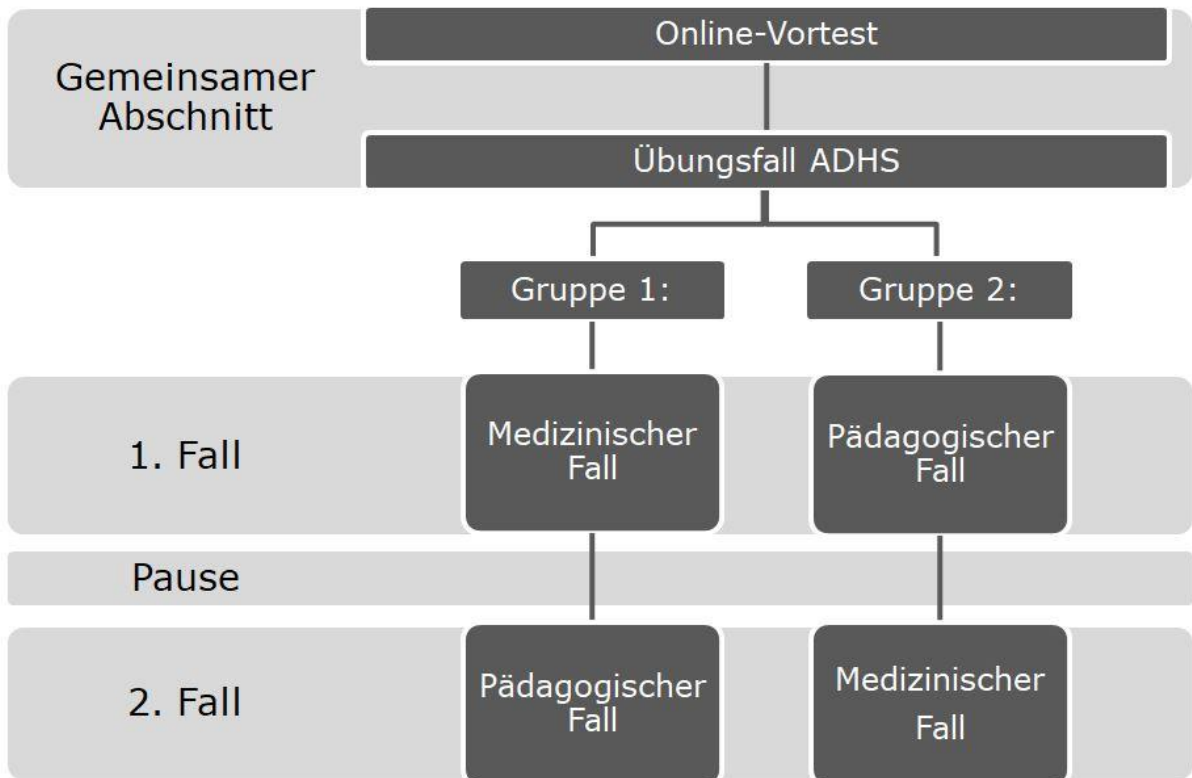 Online-Vortest
Gemeinsamer
Abschnitt
Übungsfall ADHS
Gruppe 1:
Gruppe 2:
1. Fall
Medizinischer
Fall
Pädagogischer
Fall
Pause
2. Fall
Pädagogischer
Fall
Medizinischer
Fall